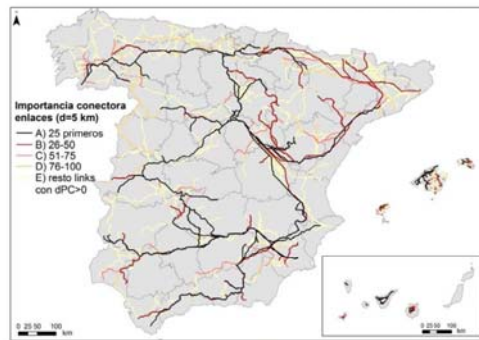 N
Importancia conectora
enlaces (d=5 km)
A) 25 primeros
B) 26-50
C) 51-75
D) 76-100
E) resto links
con dPC>0
0 25 50 100
km
0 25 50 100
km